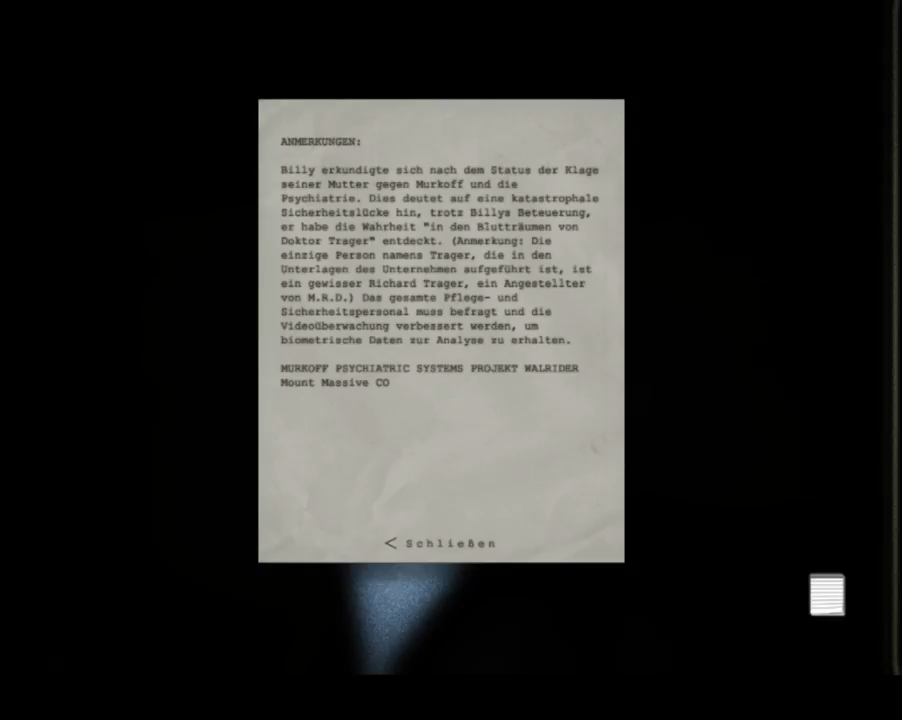 ANMERKUNGEN:
Billy erkundigte sich nach dem Status der Klage
seiner Mutter gegen Murkoff und die
Psychiatrie. Dies deutet auf eine katastrophale
Sicherheitslücke hin, trotz Billys Beteuerung,
er habe die Wahrheit "in den Blutträumen von
Doktor Trager" entdeckt. (Anmerkung: Die
einzige Person namens Trager, die in den
Unterlagen des Unternehmen aufgeführt ist, ist
ein gewisser Richard Trager, ein Angestellter
von M.R.D.) Das gesamte Pflege- und
Sicherheitspersonal muss befragt und die
Videoüberwachung verbessert werden, um
biometrische Daten zur Analyse zu erhalten.
MURKOFF PSYCHIATRIC SYSTEMS PROJEKT WALRIDER
Mount Massive CO
< Schließen